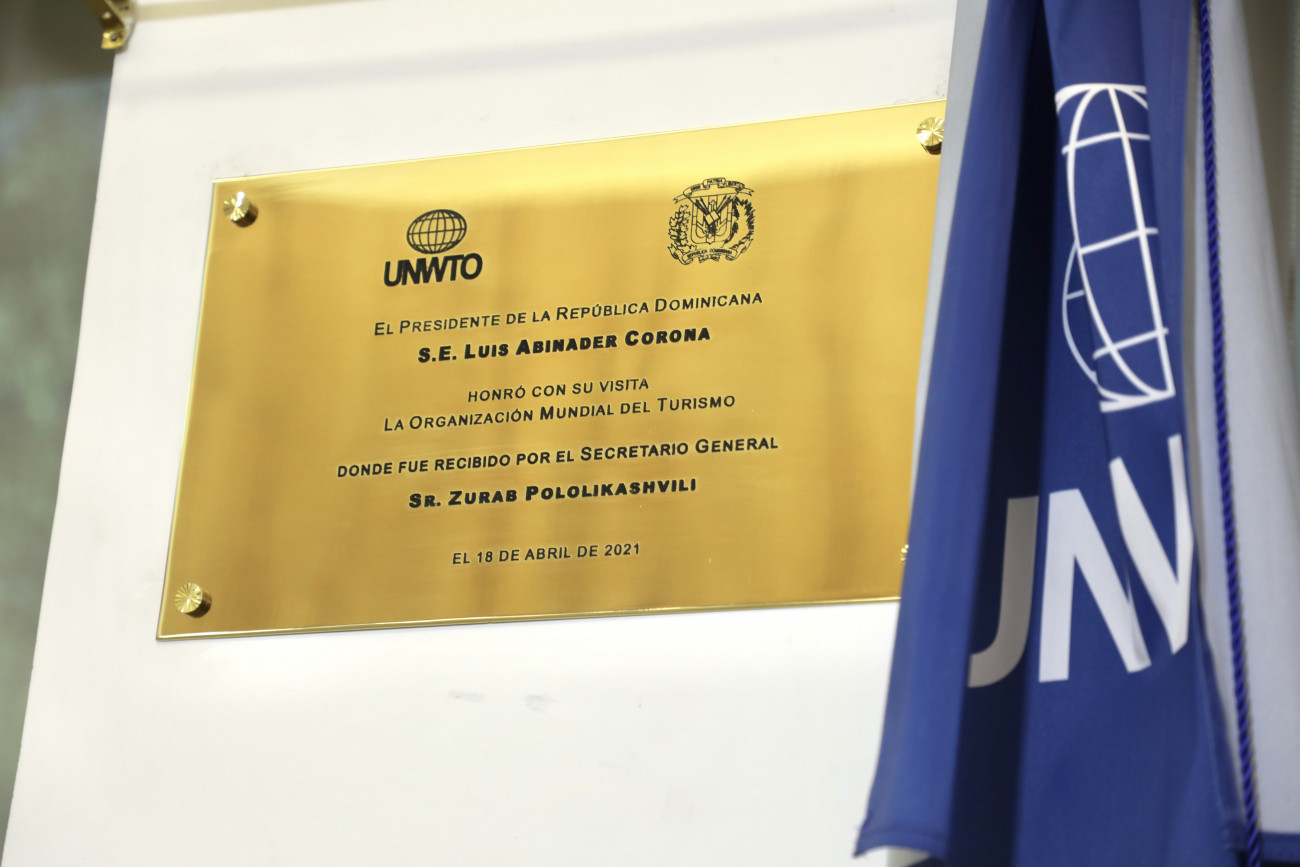 UNWTO
EL PRESIDENTE DE LA REPÚBLICA DOMINICANA
S.E. LUIS ABINADER CORONA
HONRÓ CON SU VISITA
LA ORGANIZACIÓN MUNDIAL DEL TURISMO
DONDE FUE RECIBIDO POR EL SECRETARIO GENERAL
SR. ZURAB POLOLIKASHVILI
EL 18 DE ABRIL DE 2021
UNW